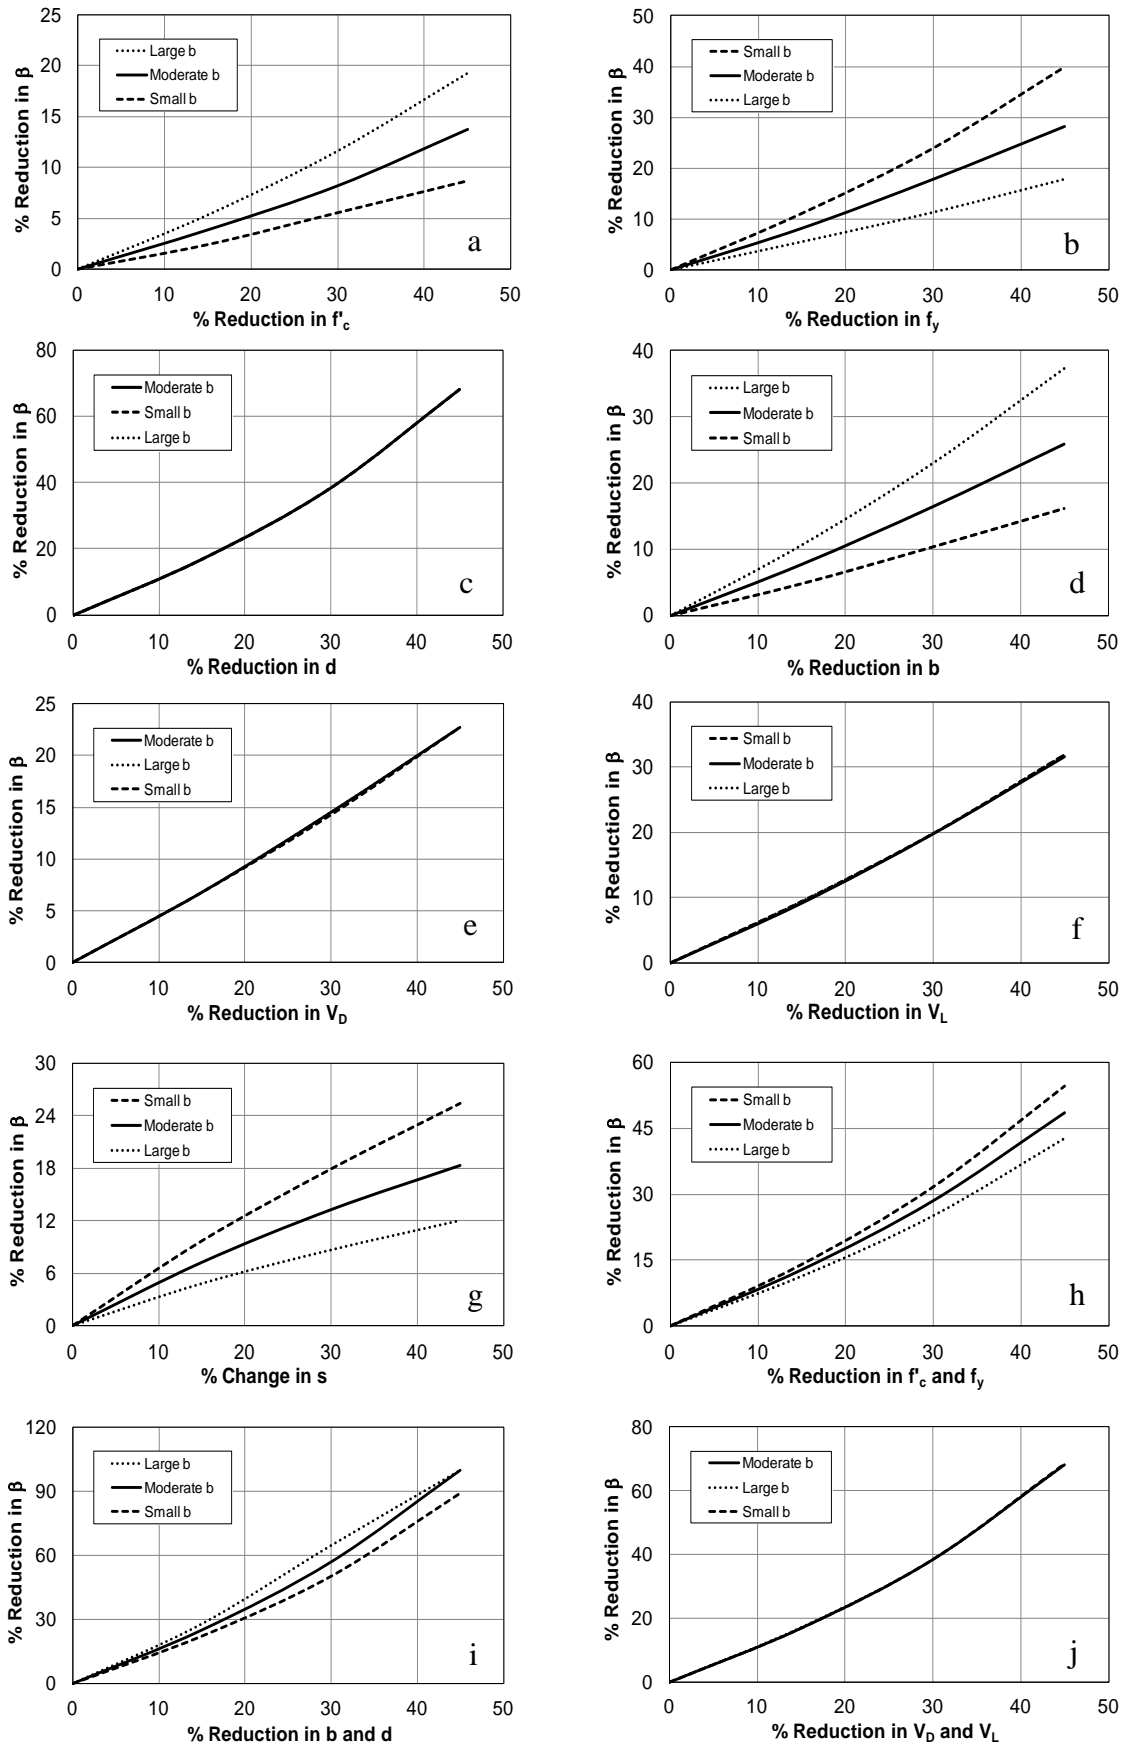 % Reduction in β
25
20
15
10
5
0
Large b
Moderate b
Small b
a
0 10 20 30 40 50
% Reduction in f'c
% Reduction in β
50
40
30
20
10
0
Small b
Moderate b
Large b
b
0 10 20 30 40 50
% Reduction in fy
% Reduction in β
80
60
40
20
0
Moderate b
Small b
Large b
c
0 10 20 30 40 50
% Reduction in d
% Reduction in β
40
30
20
10
0
Large b
Moderate b
Small b
d
0 10 20 30 40 50
% Reduction in b
% Reduction in β
25
20
15
10
5
0
Moderate b
Large b
Small b
e
0 10 20 30 40 50
% Reduction in VD
% Reduction in β
40
30
20
10
0
Small b
Moderate b
Large b
f
0 10 20 30 40 50
% Reduction in VL
% Reduction in β
30
24
18
12
6
0
Small b
Moderate b
Large b
g
0 10 20 30 40 50
% Change in s
% Reduction in β
60
45
30
15
0
Small b
Moderate b
Large b
h
0 10 20 30 40 50
% Reduction in f'c and fy
% Reduction in β
120
90
60
30
0
Large b
Moderate b
Small b
i
0 10 20 30 40 50
% Reduction in b and d
% Reduction in β
80
60
40
20
0
Moderate b
Large b
Small b
j
0 10 20 30 40 50
% Reduction in VD and VL